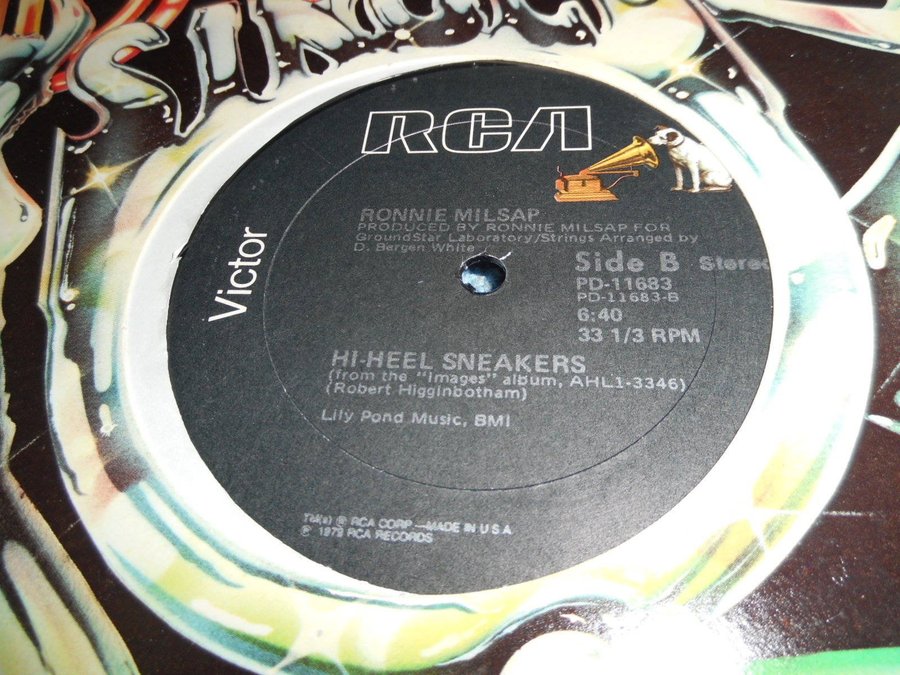 RCA
Victor
RONNIE MILSAP
PRODUCED BY RONNIE MILSAP FOR
GroundStar Laboratory/Strings Arranged by
D. Bergen White
Side B Stereo
PD-11683
PD-11683-B
6:40
33 1/3 RPM
HI-HEEL SNEAKERS
(from the "Images" album, AHL1-3346)
(Robert Higginbotham)
Lily Pond Music, BMI
TM(s) ® RCA CORP.—MADE IN U.S.A.
℗ 1979 RCA RECORDS